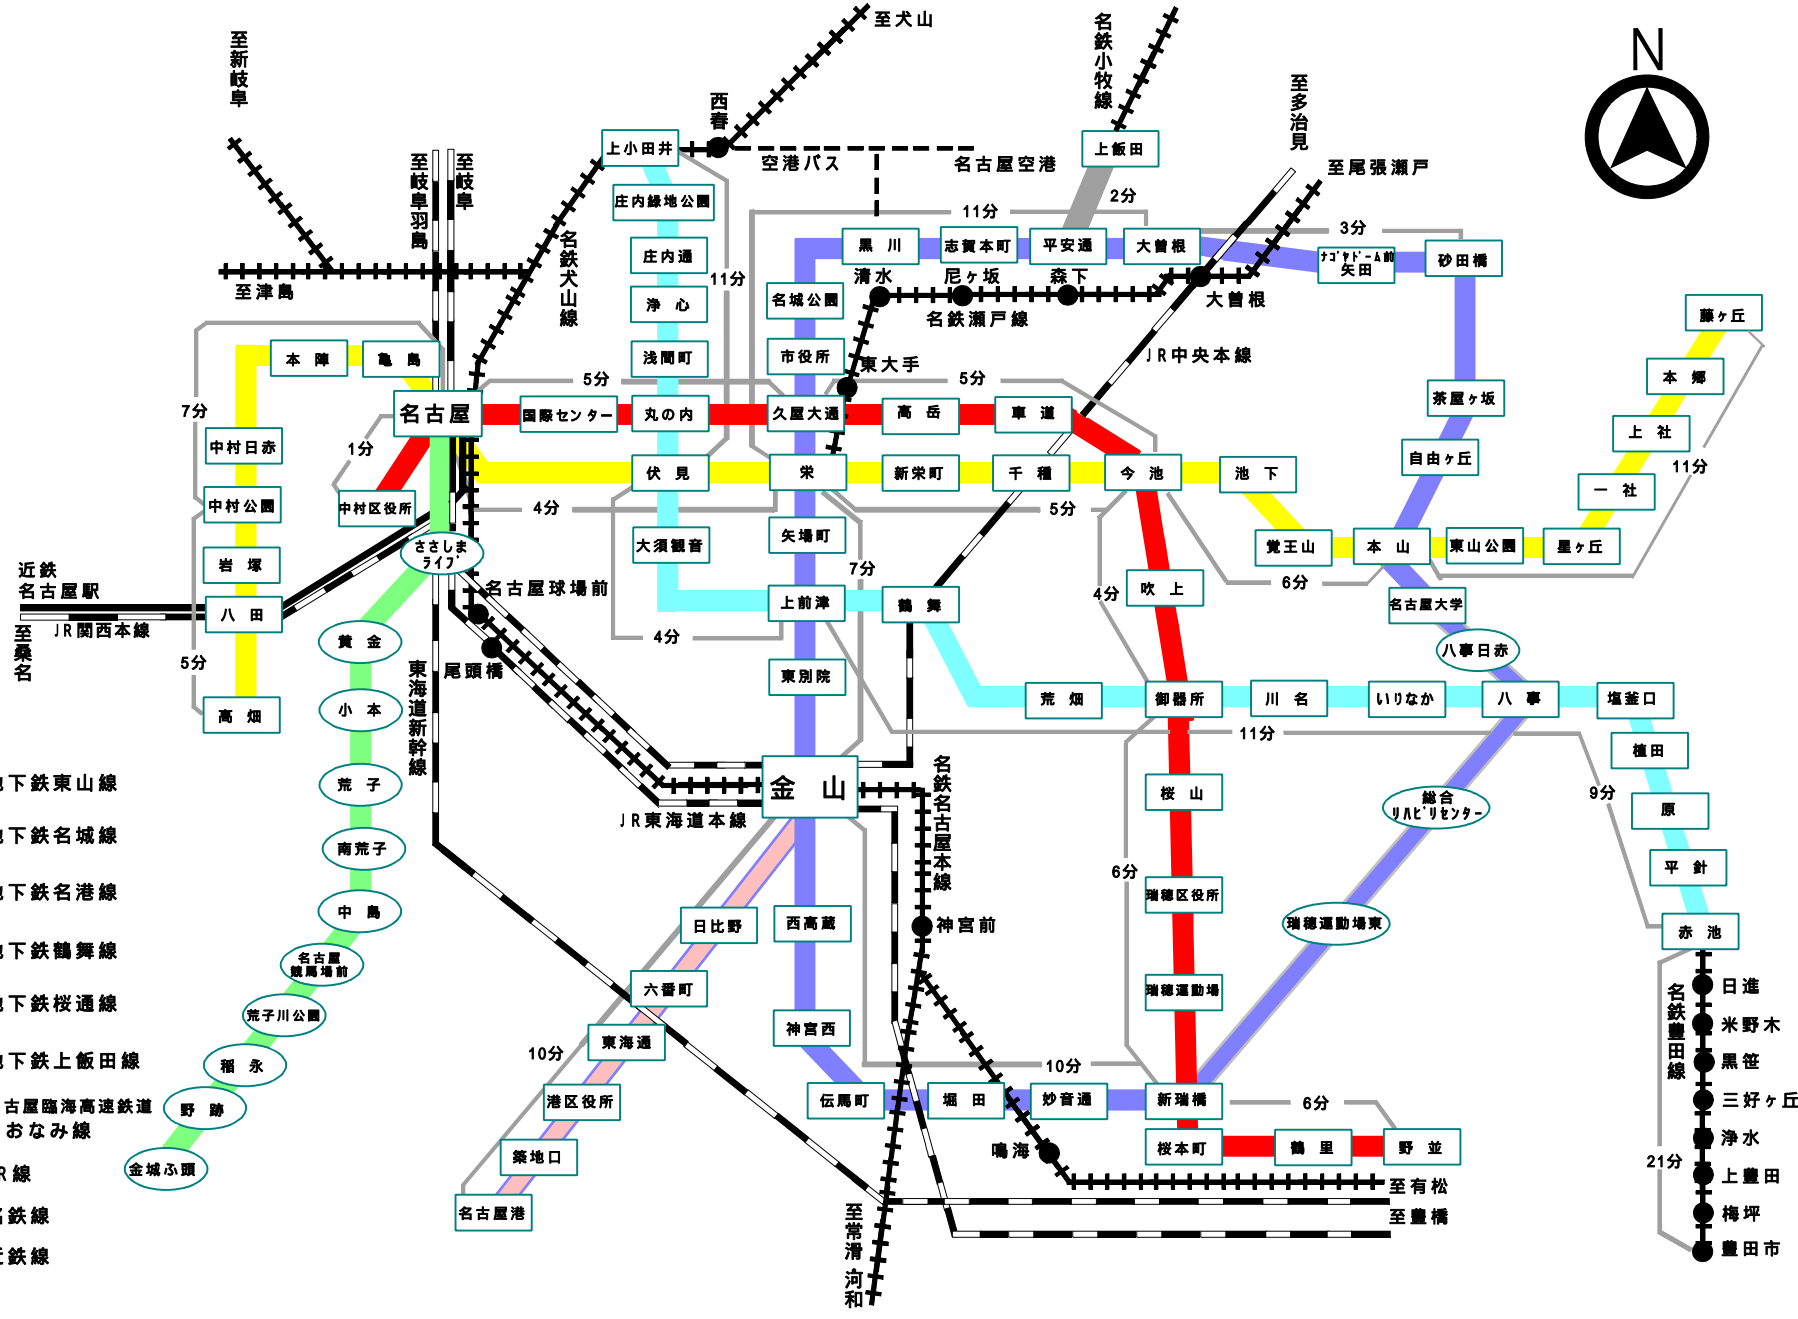 至犬山
名鉄小牧線
N
至新岐阜
至多治見
西春
上小田井
上飯田
空港バス
名古屋空港
至尾張瀬戸
至岐阜羽島
至岐阜
2分
庄内緑地公園
11分
3分
名鉄犬山線
庄内通
黒川
志賀本町
平安通
大曽根
ナゴヤドーム前
矢田
砂田橋
11分
清水
尼ヶ坂
森下
至津島
浄心
名城公園
名鉄瀬戸線
大曽根
藤ヶ丘
本陣
亀島
浅間町
市役所
東大手
JR中央本線
本郷
5分
5分
茶屋ヶ坂
7分
名古屋
国際センター
丸の内
久屋大通
高岳
車道
上社
中村日赤
1分
自由ヶ丘
11分
伏見
栄
新栄町
千種
今池
池下
一社
中村公園
中村区役所
4分
5分
大須観音
矢場町
覚王山
本山
東山公園
星ヶ丘
ささしま
ライブ
岩塚
7分
6分
近鉄
名古屋駅
名古屋球場前
4分
吹上
八田
上前津
鶴舞
名古屋大学
JR関西本線
至桑名
黄金
4分
尾頭橋
八事日赤
5分
東海道新幹線
東別院
荒畑
御器所
川名
いりなか
八事
塩釜口
高畑
小本
11分
植田
名鉄名古屋本線
地下鉄東山線
荒子
金山
桜山
総合
リハビリセンター
9分
原
JR東海道本線
地下鉄名城線
南荒子
6分
平針
地下鉄名港線
中島
日比野
西高蔵
神宮前
瑞穂区役所
瑞穂運動場東
赤池
地下鉄鶴舞線
名古屋
競馬場前
六番町
瑞穂運動場
名鉄豊田線
日進
地下鉄桜通線
荒子川公園
東海通
神宮西
米野木
地下鉄上飯田線
稲永
10分
10分
黒笹
古屋臨海高速鉄道
おなみ線
野跡
港区役所
伝馬町
堀田
妙音通
新瑞橋
6分
三好ヶ丘
R線
金城ふ頭
築地口
鳴海
桜本町
鶴里
野並
浄水
21分
上豊田
名鉄線
名古屋港
至有松
至豊橋
梅坪
近鉄線
至常滑・河和
豊田市